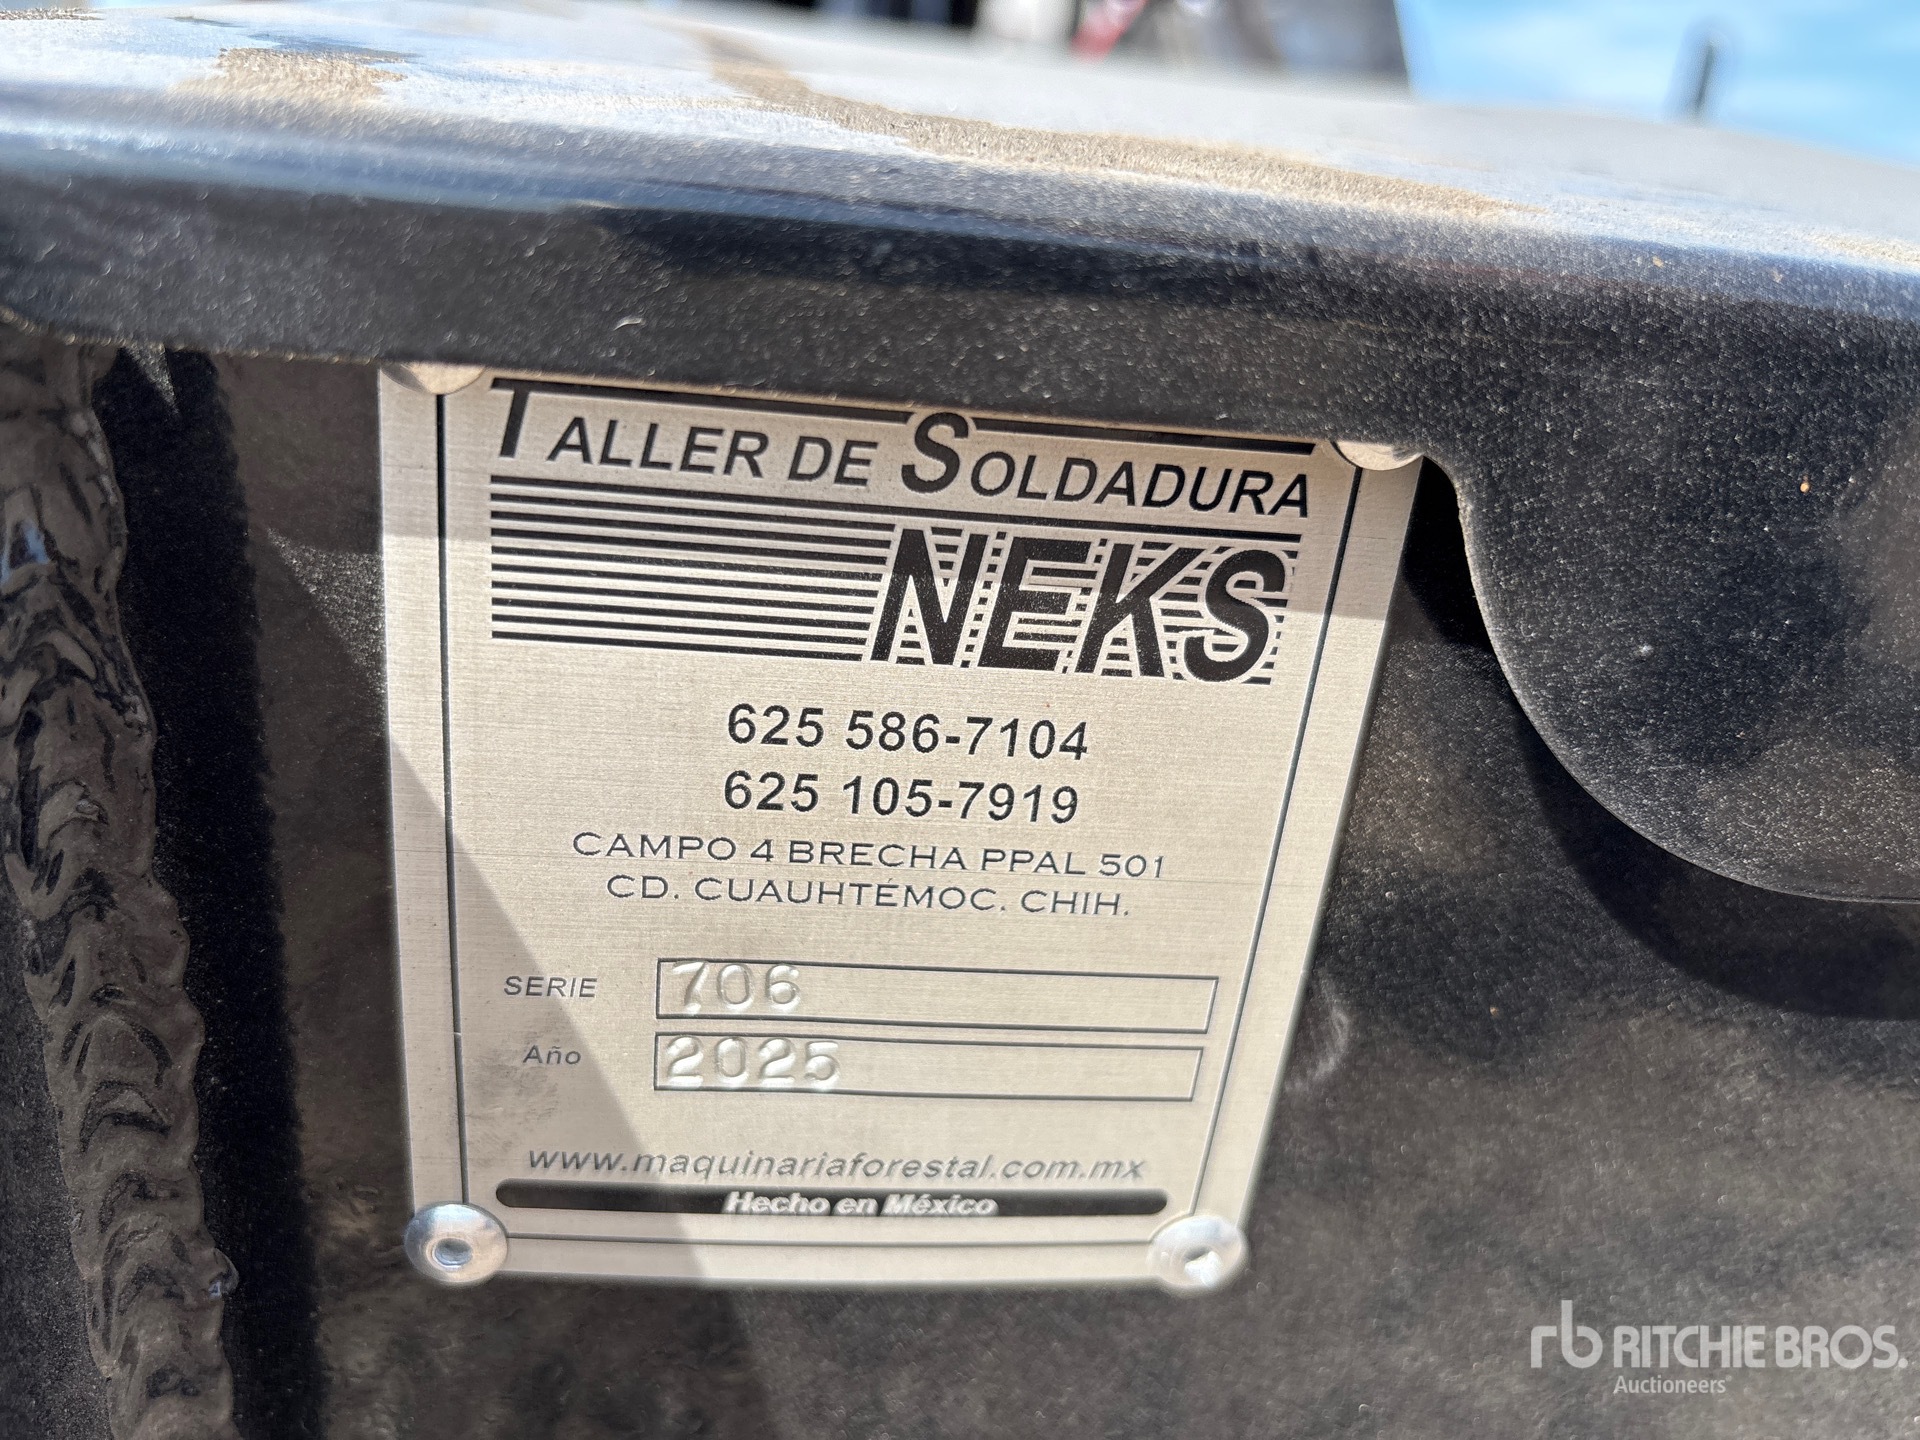 TALLER DE SOLDADURA
NEKS
625 586-7104
625 105-7919
CAMPO 4 BRECHA PPAL 501
CD. CUAUHTÉMOC. CHIH.
SERIE 706
Año 2025
www.maquinariaforestal.com.mx
Hecho en México
rb RITCHIE BROS.
Auctioneers